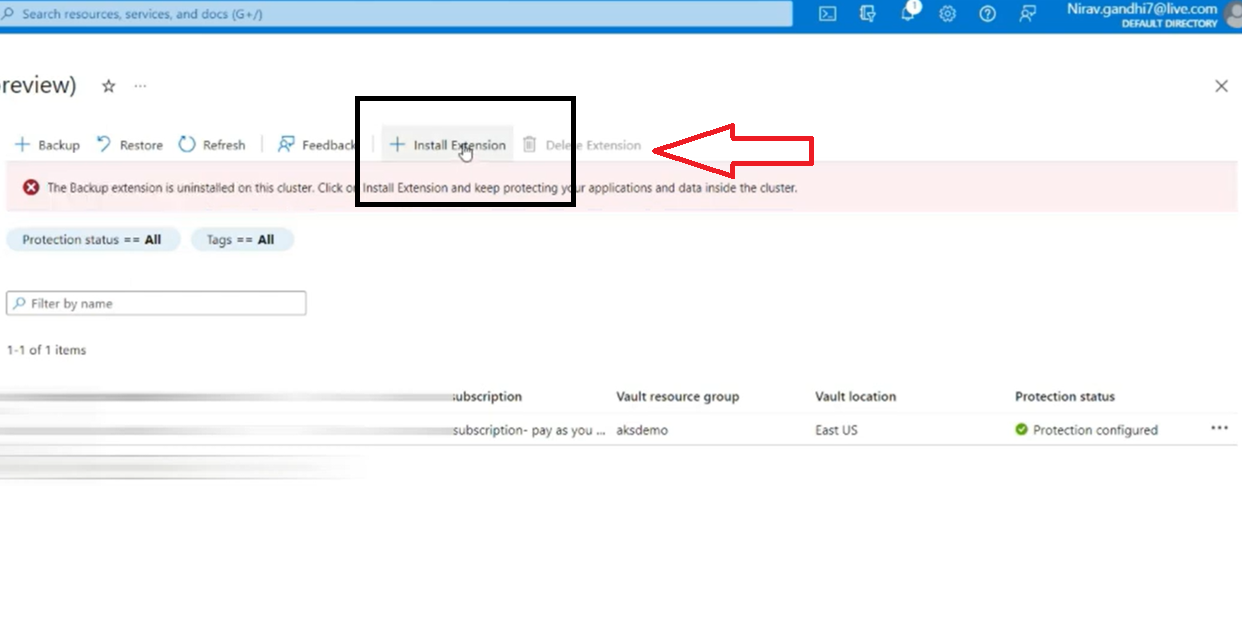 Search resources, services, and docs (G+/)
1
Nirav.gandhi7@live.com
DEFAULT DIRECTORY
review)
Backup Restore Refresh Feedback Install Extension Delete Extension
The Backup extension is uninstalled on this cluster. Click on Install Extension and keep protecting your applications and data inside the cluster.
Protection status == All Tags == All
Filter by name
1-1 of 1 items
ubscription Vault resource group Vault location Protection status
subscription- pay as you ... aksdemo East US Protection configured